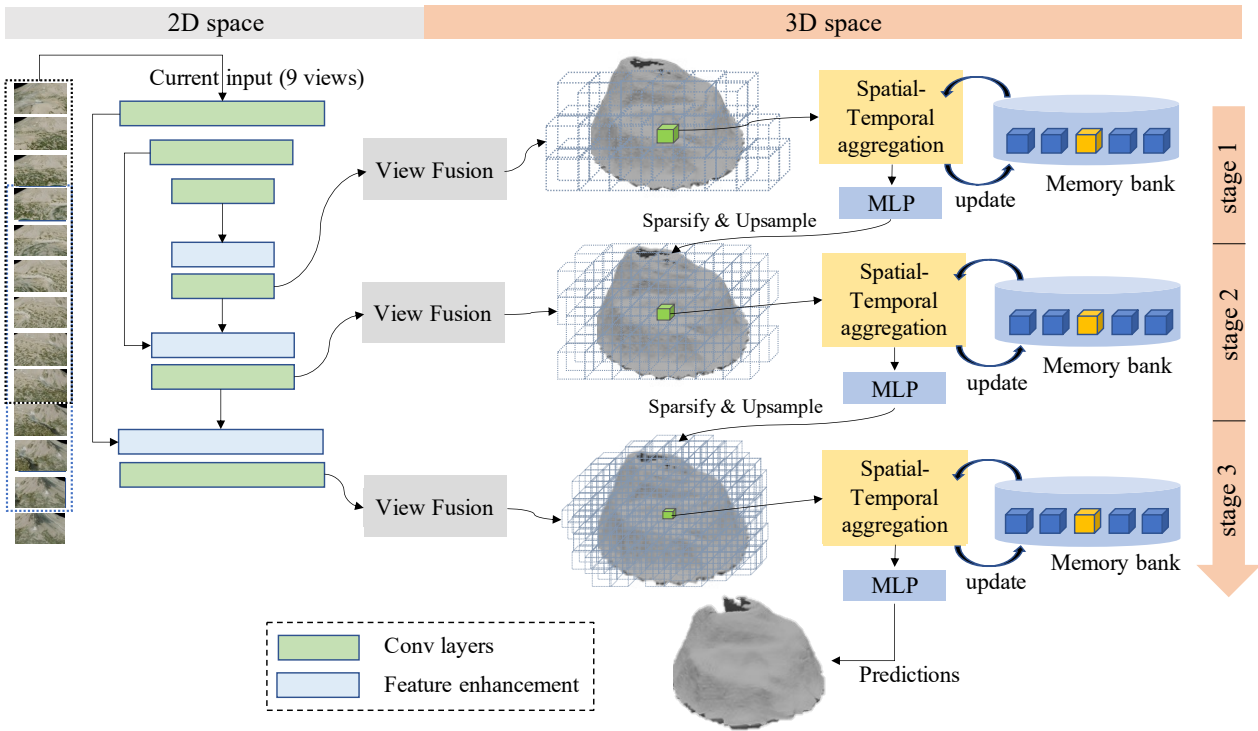 2D space
3D space
Current input (9 views)
View Fusion
Spatial-
Temporal
aggregation
MLP
update
Memory bank
stage 1
Sparsify & Upsample
View Fusion
Spatial-
Temporal
aggregation
MLP
update
Memory bank
stage 2
Sparsify & Upsample
View Fusion
Spatial-
Temporal
aggregation
MLP
update
Memory bank
stage 3
Predictions
Conv layers
Feature enhancement